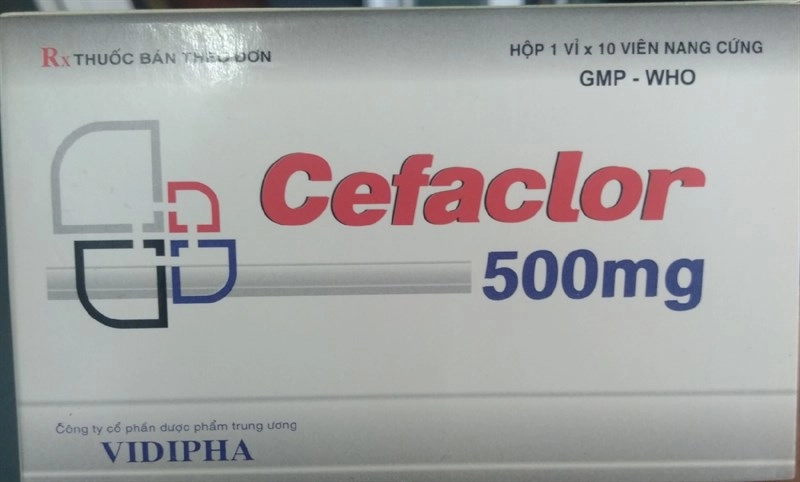 Rx THUỐC BÁN THEO ĐƠN
HỘP 1 VỈ x 10 VIÊN NANG CỨNG
GMP - WHO
Cefaclor
500mg
Công ty cổ phần dược phẩm trung ương
VIDIPHA